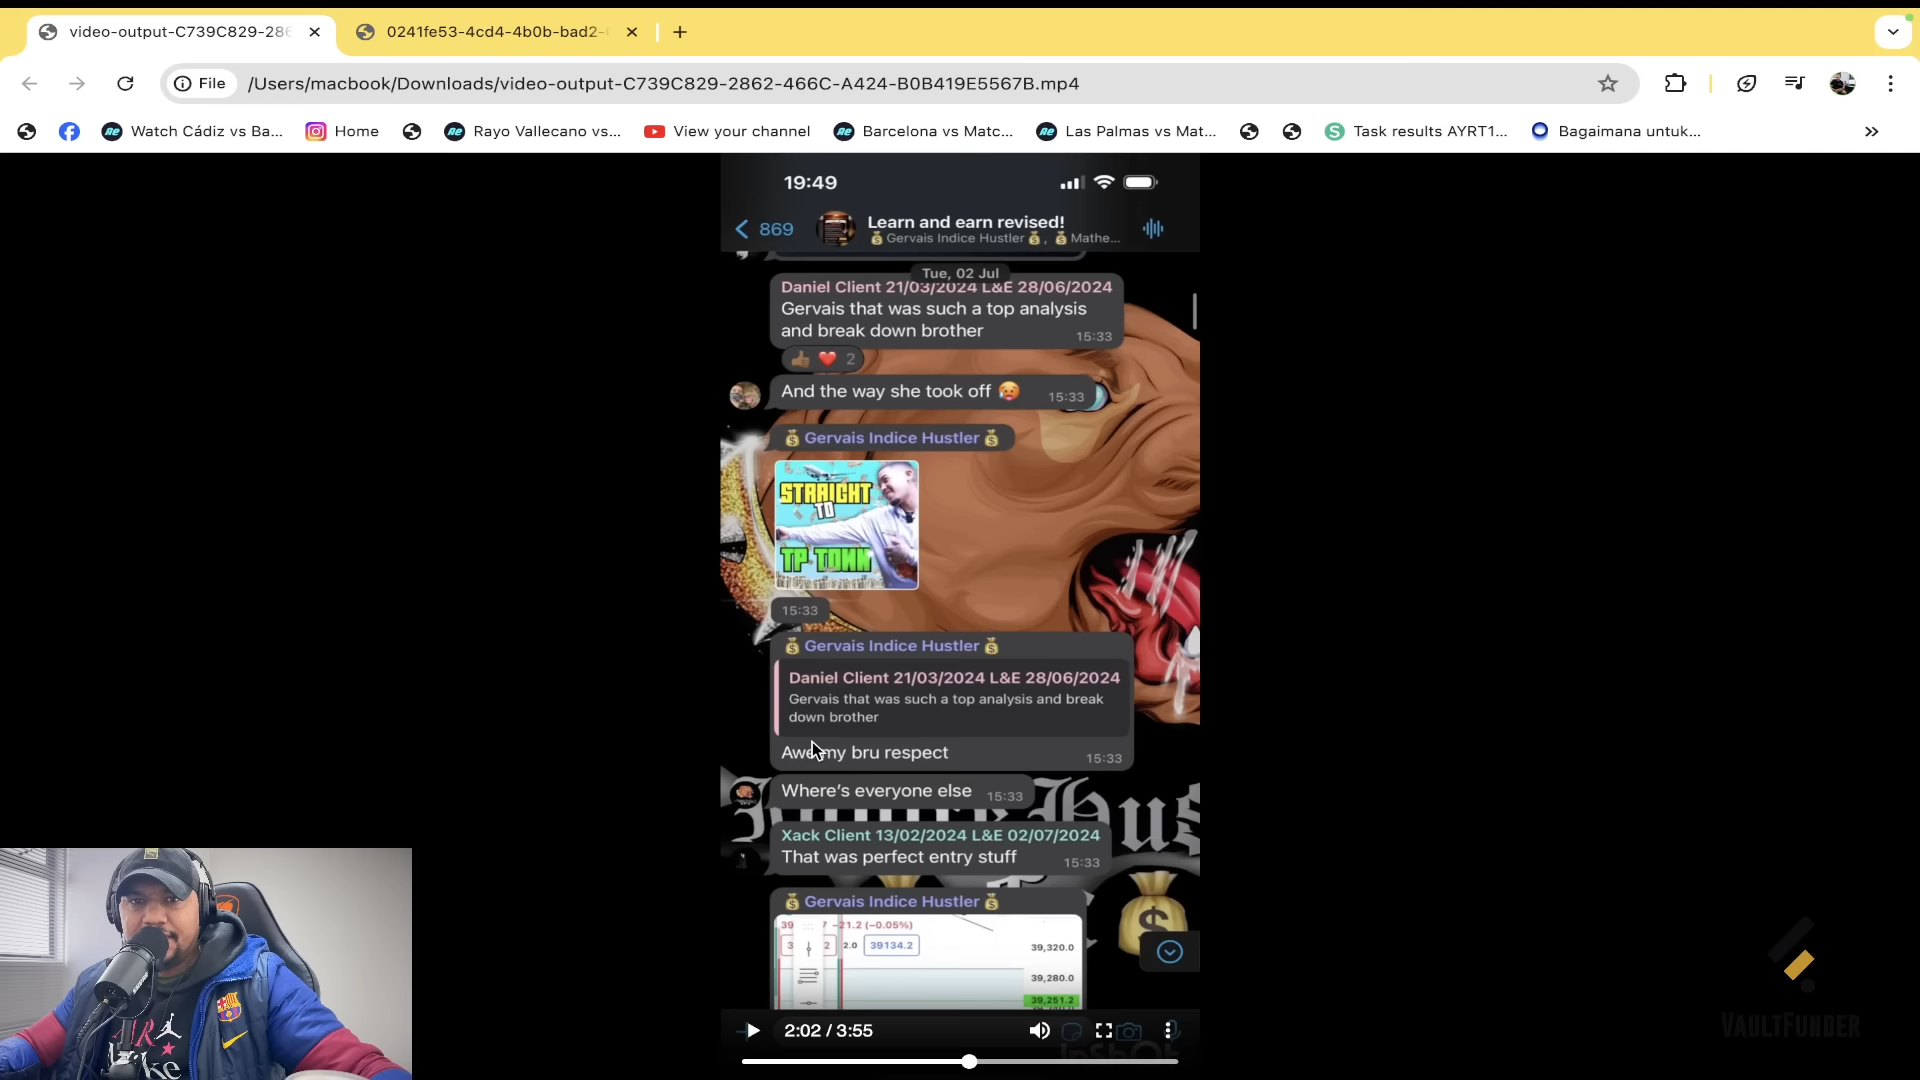 video-output-C739C829-286
0241fe53-4cd4-4b0b-bad2-
File
/Users/macbook/Downloads/video-output-C739C829-2862-466C-A424-B0B419E5567B.mp4
Watch Cádiz vs Ba...
Home
Rayo Vallecano vs...
View your channel
Barcelona vs Matc...
Las Palmas vs Mat...
Task results AYRT1...
Bagaimana untuk...
19:49
869
Learn and earn revised!
💰Gervais Indice Hustler💰, 💰Mathe...
Tue, 02 Jul
Daniel Client 21/03/2024 L&E 28/06/2024
Gervais that was such a top analysis
and break down brother
15:33
👍🏾 ❤️ 2
And the way she took off 🥵
15:33
💰 Gervais Indice Hustler 💰
STRAIGHT
TO
TP TOWN
15:33
💰 Gervais Indice Hustler 💰
Daniel Client 21/03/2024 L&E 28/06/2024
Gervais that was such a top analysis and break
down brother
Awe my bru respect
15:33
Where's everyone else
15:33
Xack Client 13/02/2024 L&E 02/07/2024
That was perfect entry stuff
15:33
💰 Gervais Indice Hustler 💰
-21.2 (-0.05%)
2.0
39134.2
39,320.0
39,280.0
39,251.2
2:02 / 3:55
InShOt
VAULTFUNDER